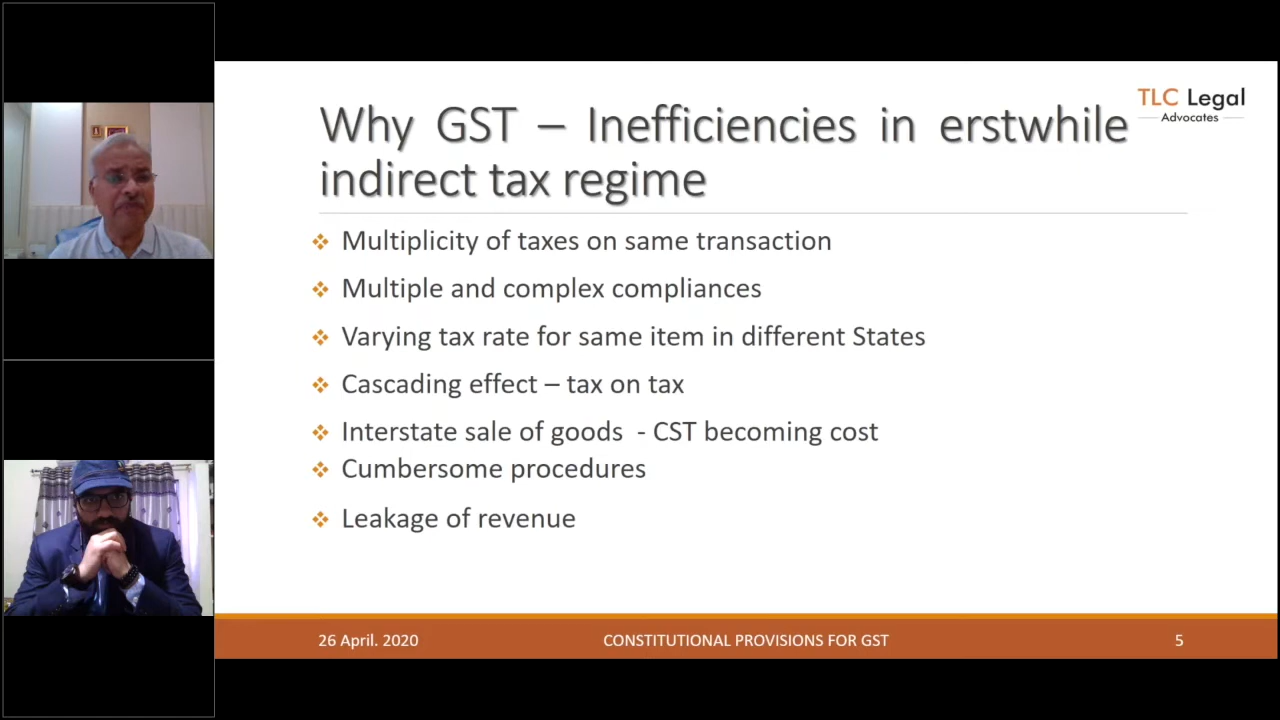 TLC Legal
Advocates
Why GST – Inefficiencies in erstwhile
indirect tax regime
Multiplicity of taxes on same transaction
Multiple and complex compliances
Varying tax rate for same item in different States
Cascading effect – tax on tax
Interstate sale of goods  - CST becoming cost
Cumbersome procedures
Leakage of revenue
26 April. 2020
CONSTITUTIONAL PROVISIONS FOR GST
5